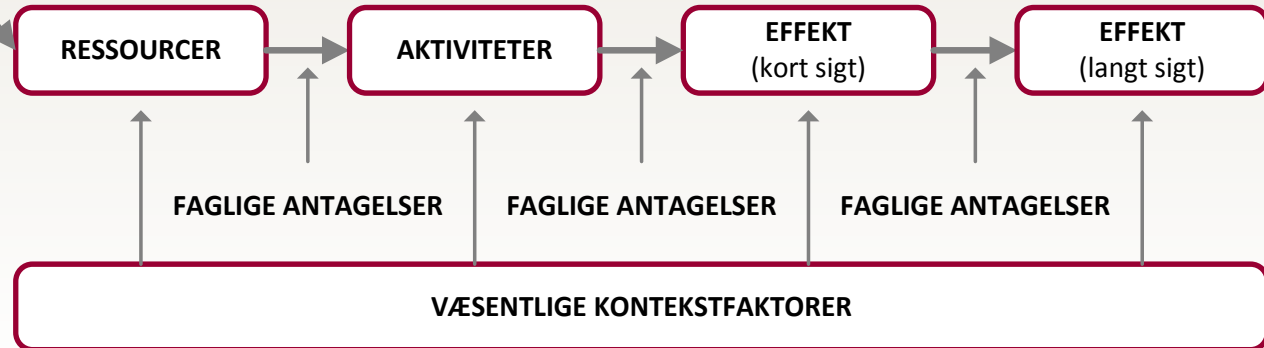 RESSOURCER
AKTIVITETER
EFFEKT
(kort sigt)
EFFEKT
(langt sigt)
FAGLIGE ANTAGELSER
FAGLIGE ANTAGELSER
FAGLIGE ANTAGELSER
VÆSENTLIGE KONTEKSTFAKTORER